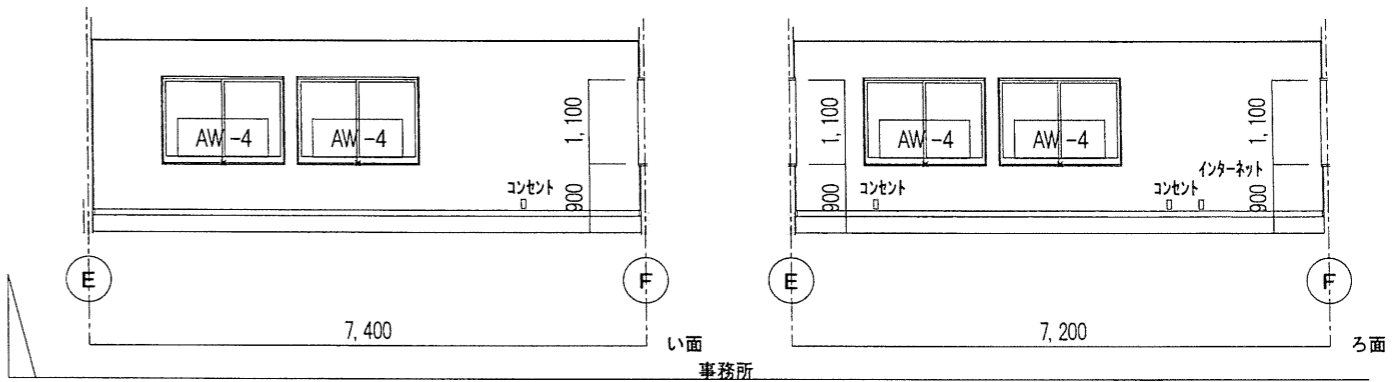 AW-4
AW-4
1,100
900
コンセント
E
F
7,400
い面
1,100
900
AW-4
AW-4
1,100
900
コンセント
コンセント
インターネット
E
F
7,200
ろ面
事務所